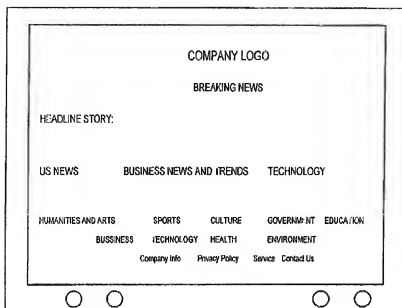 COMPANY LOGO
BREAKING NEWS
HEADLINE STORY:
US NEWS BUSINESS NEWS AND TRENDS TECHNOLOGY
HUMANITIES AND ARTS SPORTS CULTURE GOVERNMENT EDUCATION
BUSSINESS TECHNOLOGY HEALTH ENVIRONMENT
Company Info Privacy Policy Service Contact Us